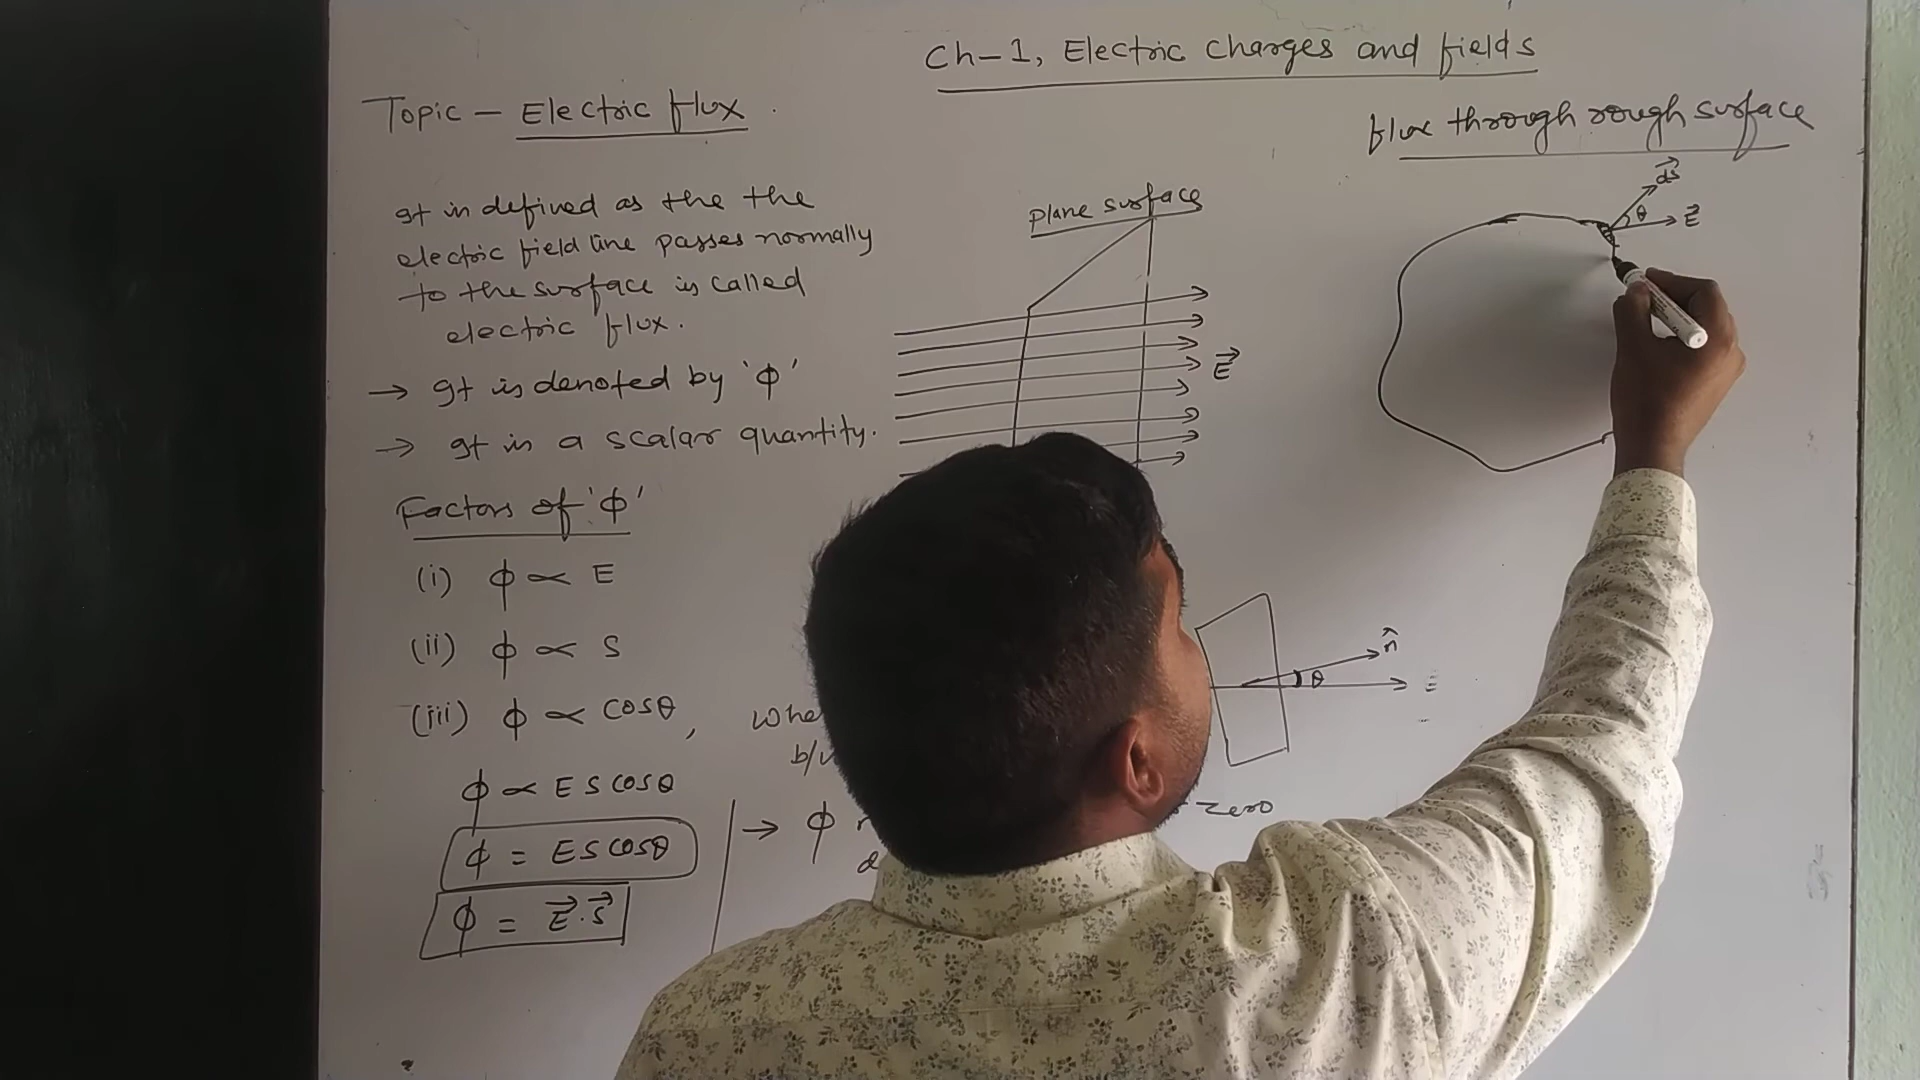 Ch-1, Electric Charges and fields
Topic - Electric flux.
It is defined as the the
electric field line passes normally
to the surface is called
electric flux.
→ It is denoted by 'ϕ'
→ It is a scalar quantity.
Factors of 'ϕ'
(i) ϕ ∝ E
(ii) ϕ ∝ S
(iii) ϕ ∝ cosθ,
b/
ϕ ∝ ES cosθ
ϕ = ES cosθ
ϕ = E⃗.S⃗
→ ϕ
zero
plane surface
E⃗
n̂
θ
flux through rough surface
ds⃗
θ
E⃗